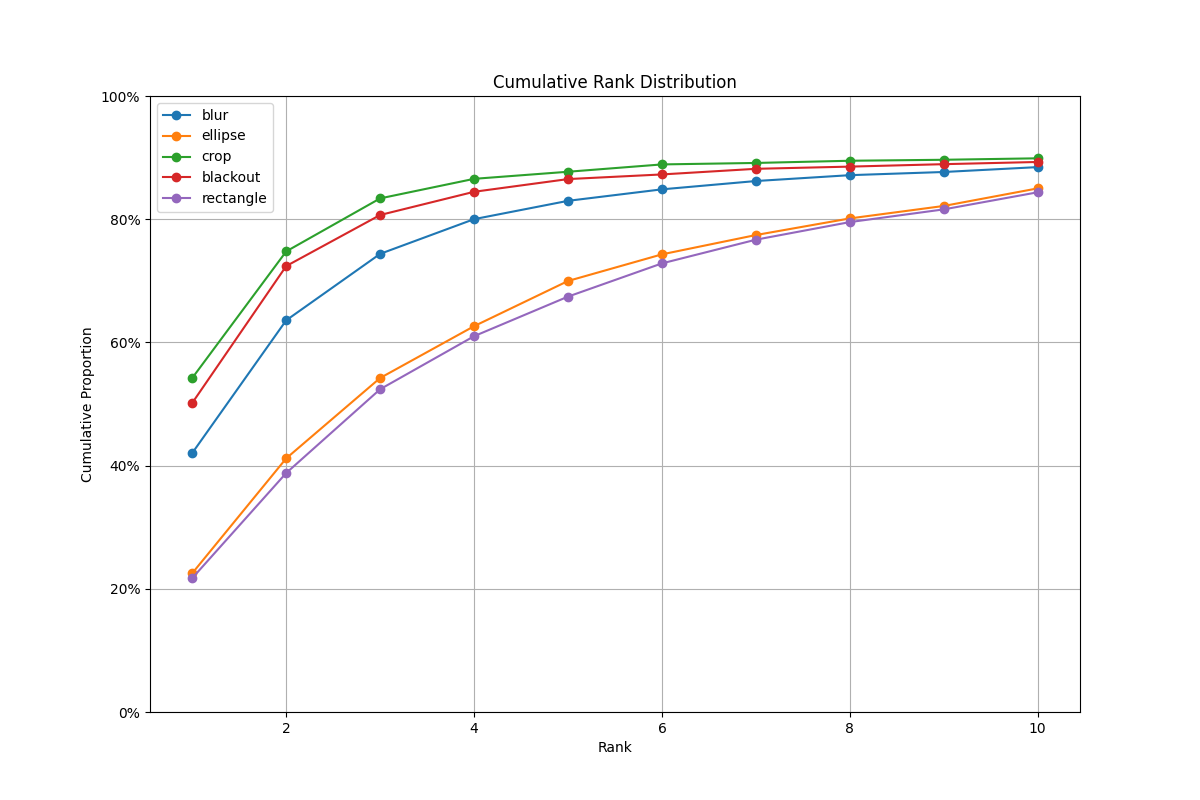 Cumulative Rank Distribution
100%
80%
60%
40%
20%
0%
Cumulative Proportion
blur
ellipse
crop
blackout
rectangle
2 4 6 8 10
Rank